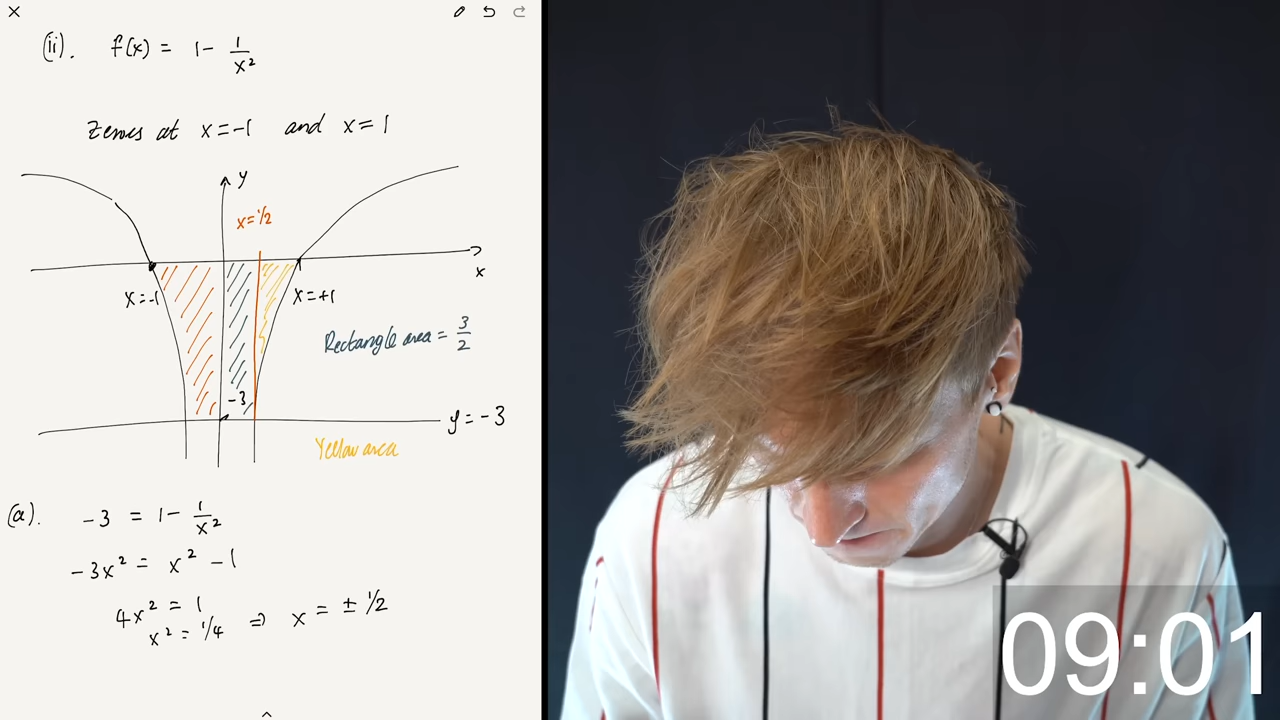 (ii). f(x) = 1 - 1/x²
Zeroes at x=-1 and x=1
y
x=1/2
x
x=-1
x=+1
Rectangle area = 3/2
-3
y=-3
Yellow area
(a). -3 = 1 - 1/x²
-3x² = x² - 1
4x² = 1
x² = 1/4 ⇒ x = ± 1/2
09:01